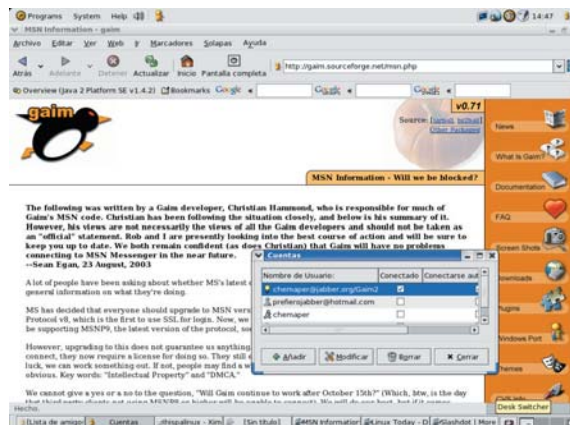 Programs System Help 14:47
MSN Information - gaim
Archivo Editar Ver Web Ir Marcadores Solapas Ayuda
Atrás Adelante Detener Actualizar Inicio Pantalla completa http://gaim.sourceforge.net/msn.php
Overview (Java 2 Platform SE v1.4.2) Bookmarks Google Google Google
gaim
v0.71
Source: [tarball, bz2ball]
Other Packages
MSN Information - Will we be blocked?
News
What Is Gaim?
Documentation
FAQ
Screen Shots
Downloads
Plugins
Windows Port
Themes
The following was written by a Gaim developer, Christian Hammond, who is responsible for much of
Gaim's MSN code. Christian has been following the situation closely, and below is his summary of it.
However, his views are not necessarily the views of all the Gaim developers and should not be taken as
an "official" statement. Rob and I are presently looking into the best course of action and will be sure to
keep you up to date. We both remain confident (as does Christian) that Gaim will have no problems
connecting to MSN Messenger in the near future.
--Sean Egan, 23 August, 2003
A lot of people have been asking about whether MS's latest
general information on what they're doing.
MS has decided that everyone should upgrade to MSN vers
Protocol v8, which is the first to use SSL for login. Now, we
be supporting MSNP9, the latest version of the protocol, so
However, upgrading to this does not guarantee us anything
connect, they now require a license for doing so. They still
luck, we can work something out. If not, people may find a w
obvious. Key words: "Intellectual Property" and "DMCA."
We cannot give a yes or a no to the question, "Will Gaim continue to work after October 15th?" (Which, btw, is the day
Cuentas
Nombre de Usuario: Conectado Conectarse aut
chemaper@jabber.org/Gaim2
prefierojabber@hotmail.com
chemaper
Añadir Modificar Borrar Cerrar
Hecho.
Desk Switcher
[Lista de amigo Cuentas chispalinux - Xim [Sin título] MSN Information Linux Today - D Slashdot | More